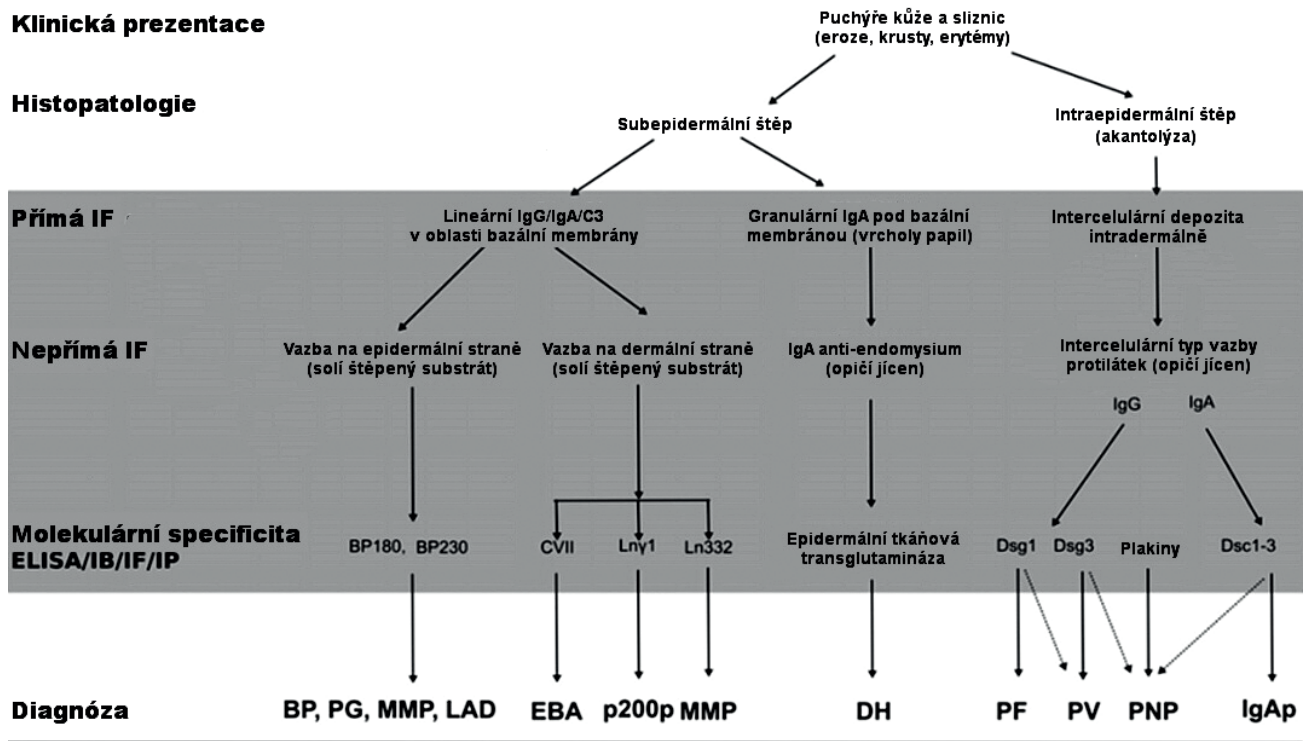 Klinická prezentace
Puchýře kůže a sliznic
(eroze, krusty, erytémy)
Histopatologie
Subepidermální štěp
Intraepidermální štěp
(akantolýza)
Přímá IF
Lineární IgG/IgA/C3
v oblasti bazální membrány
Granulární IgA pod bazální
membránou (vrcholy papil)
Intercelulární depozita
intradermálně
Nepřímá IF
Vazba na epidermální straně
(solí štěpený substrát)
Vazba na dermální straně
(solí štěpený substrát)
IgA anti-endomysium
(opičí jícen)
Intercelulární typ vazby
protilátek (opičí jícen)
IgG IgA
Molekulární specificita
ELISA/IB/IF/IP
BP180, BP230
CVII
Lnγ1
Ln332
Epidermální tkáňová
transglutamináza
Dsg1 Dsg3 Plakiny Dsc1-3
Diagnóza
BP, PG, MMP, LAD
EBA
p200p
MMP
DH
PF
PV
PNP
IgAp